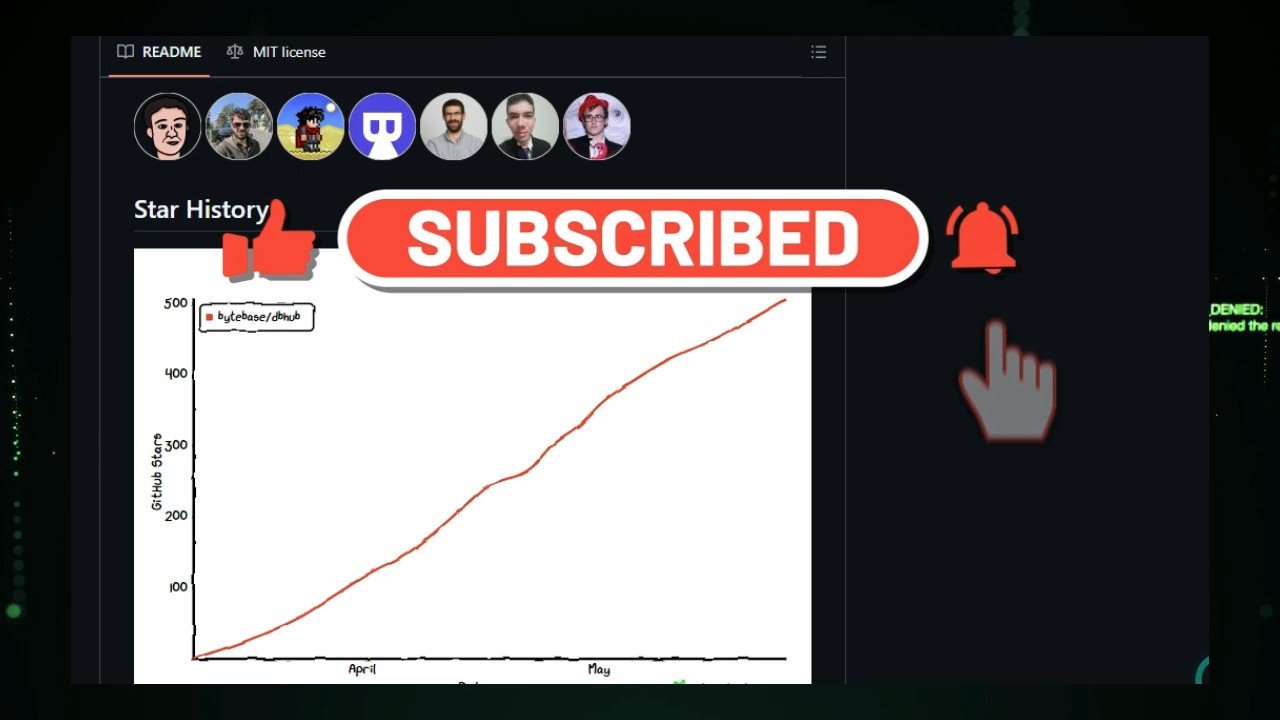 README
MIT license
Star History
SUBSCRIBED
bytebase/dbhub
500
400
300
200
100
GitHub Stars
April
May
DENIED: